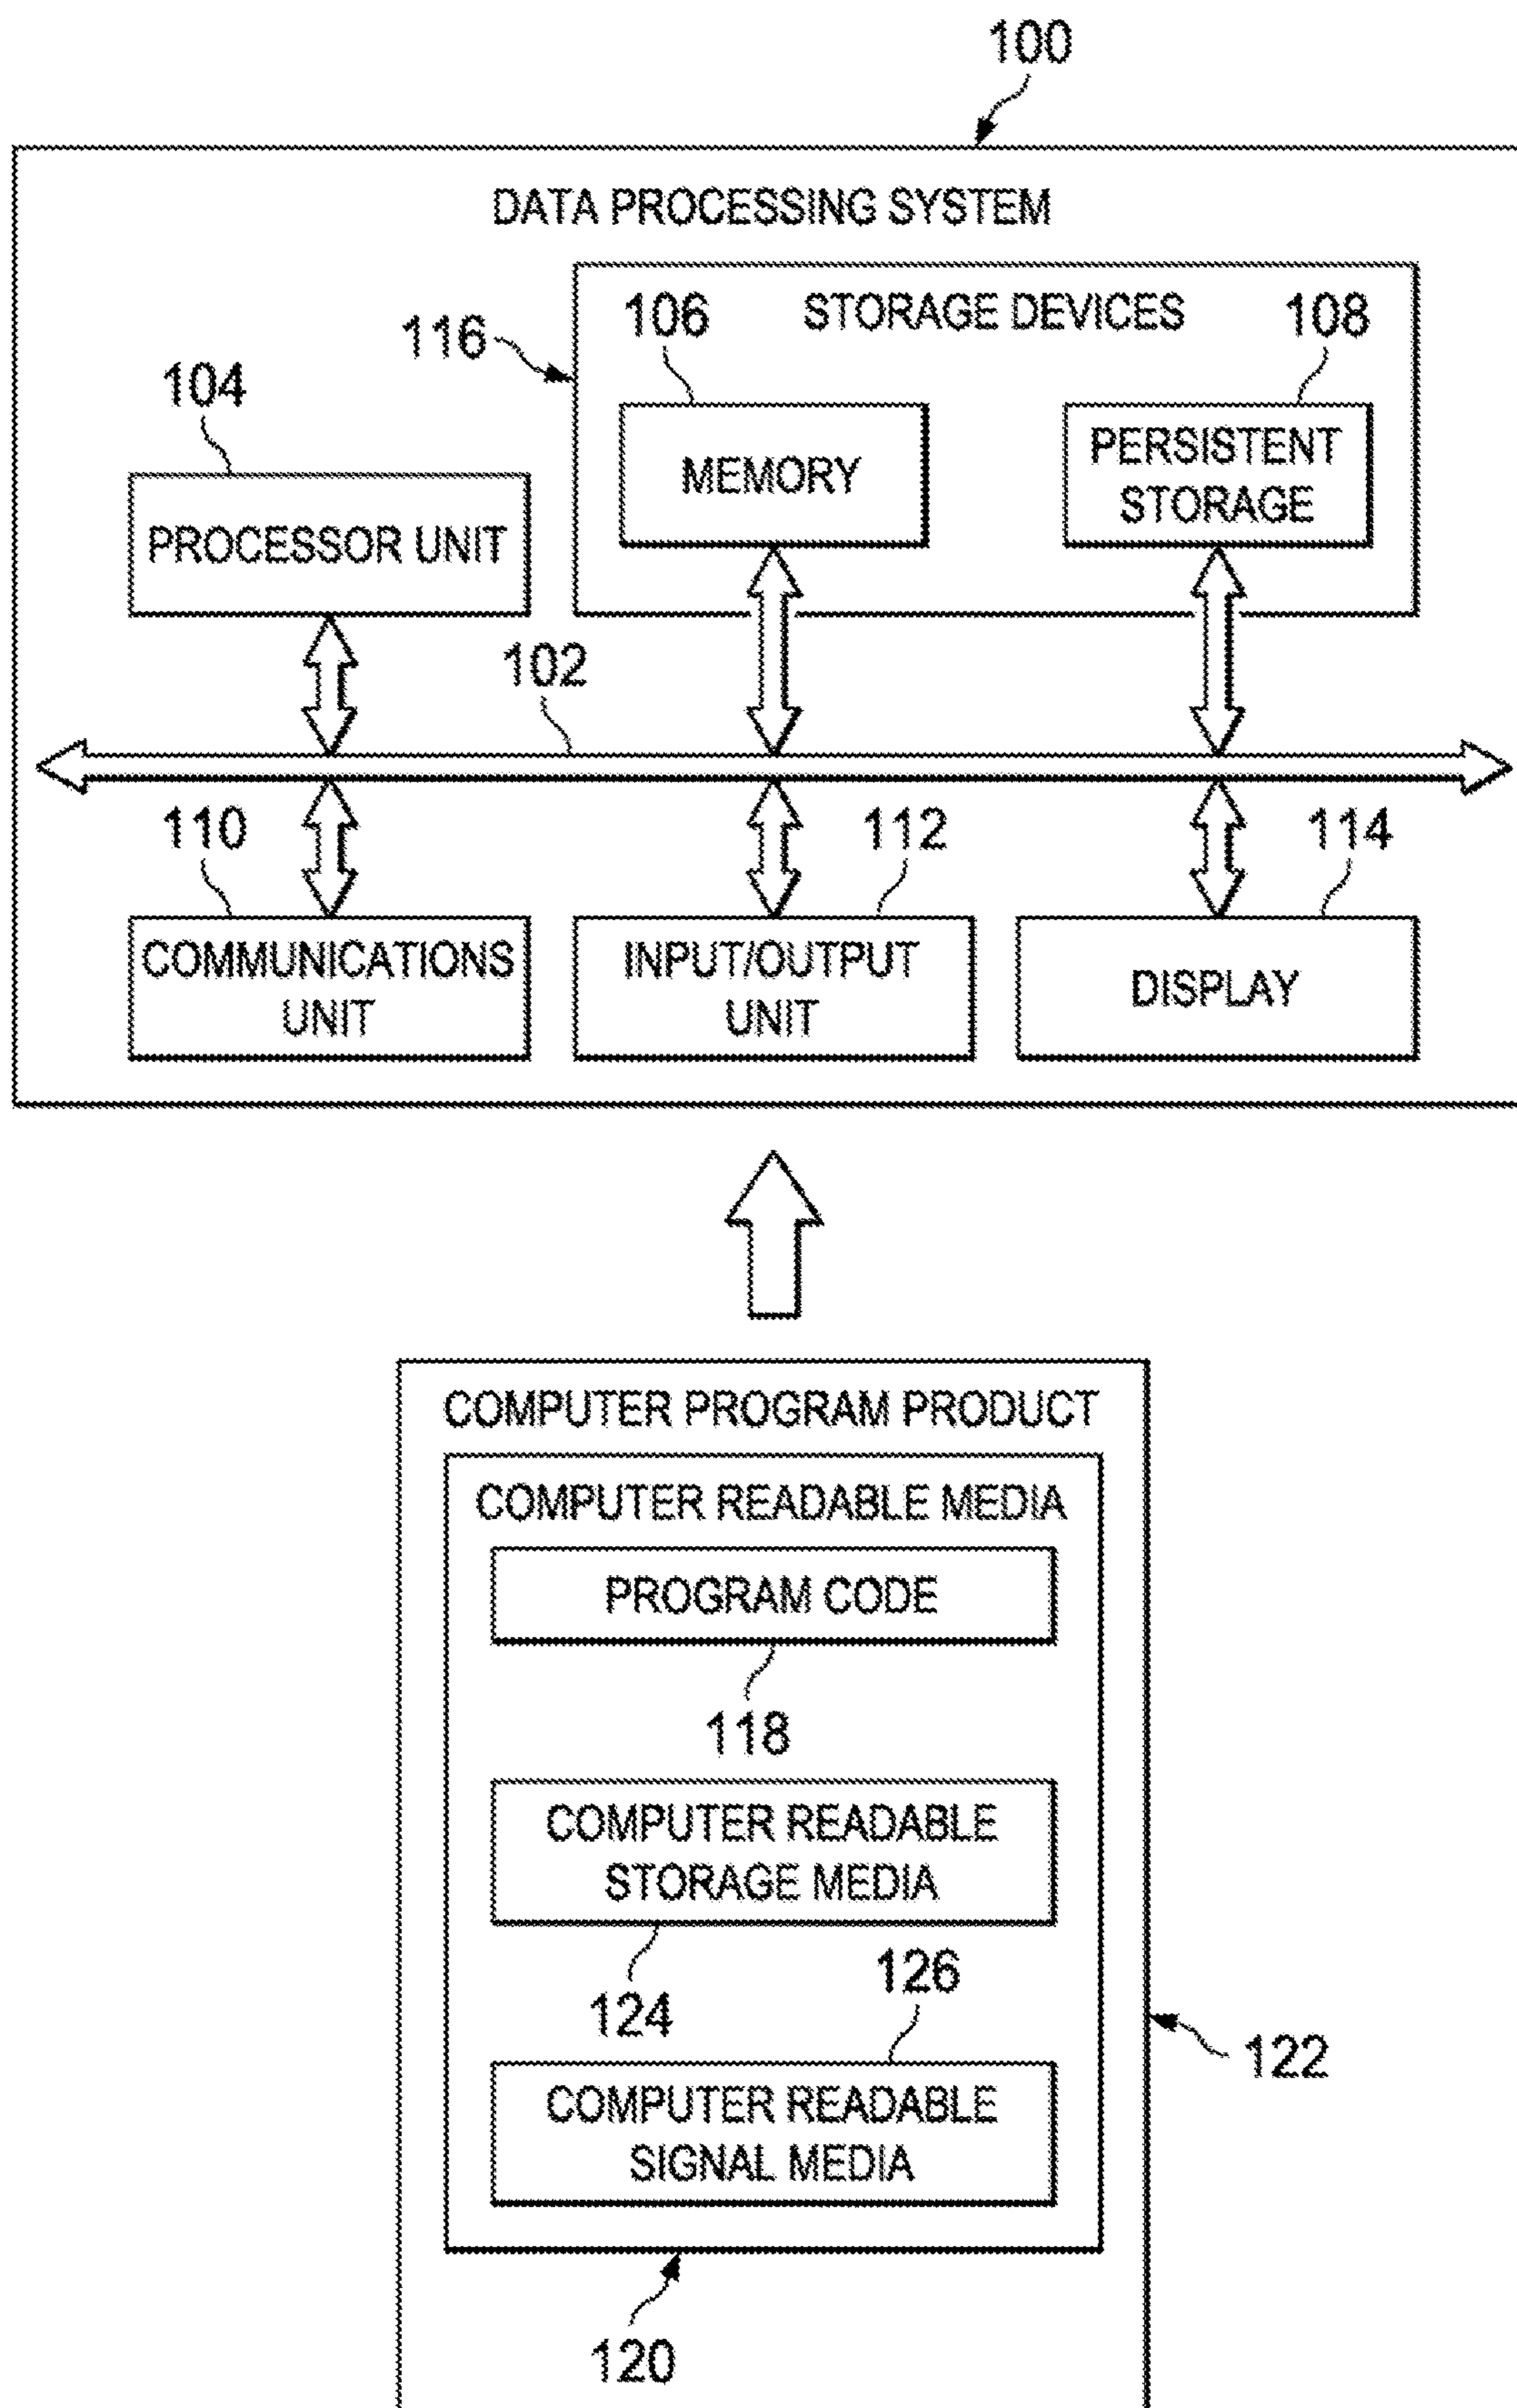 100
DATA PROCESSING SYSTEM
116
106
STORAGE DEVICES
108
104
MEMORY
PERSISTENT
STORAGE
PROCESSOR UNIT
102
110
112
114
COMMUNICATIONS
UNIT
INPUT/OUTPUT
UNIT
DISPLAY
COMPUTER PROGRAM PRODUCT
COMPUTER READABLE MEDIA
PROGRAM CODE
118
COMPUTER READABLE
STORAGE MEDIA
124
126
122
COMPUTER READABLE
SIGNAL MEDIA
120